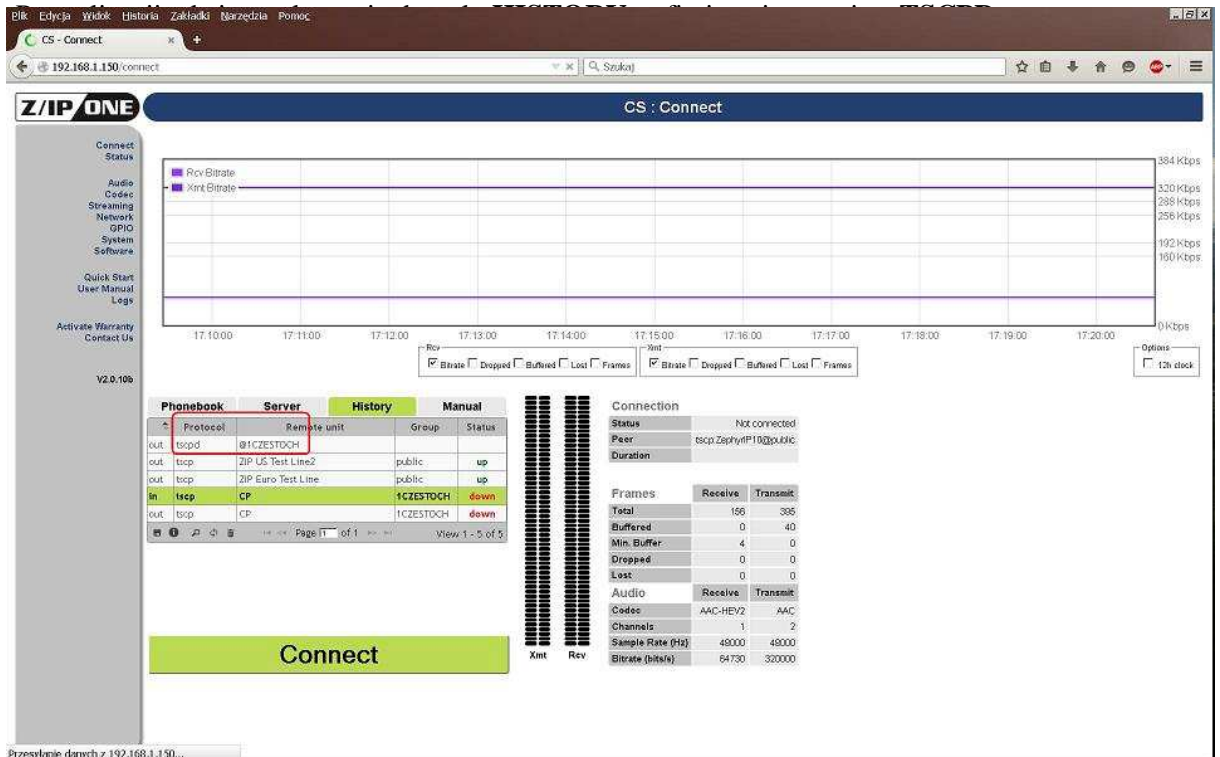 HISTORY
TSCPD
Plik Edycja Widok Historia Zakładki Narzędzia Pomoc
CS - Connect
192.168.1.150/connect
Szukaj
Z/IP ONE
CS : Connect
Connect
Status
Audio
Codec
Streaming
Network
GPIO
System
Software
Quick Start
User Manual
Logs
Activate Warranty
Contact Us
V2.0.10b
Rcv Bitrate
Xmt Bitrate
384 Kbps
320 Kbps
288 Kbps
256 Kbps
192 Kbps
160 Kbps
0 Kbps
17:10:00 17:11:00 17:12:00 17:13:00 17:14:00 17:15:00 17:16:00 17:17:00 17:18:00 17:19:00 17:20:00
Rcv
Bitrate Dropped Buffered Lost Frames
Xmt
Bitrate Dropped Buffered Lost Frames
Options
12h clock
Phonebook Server History Manual
Protocol Remote unit Group Status
out tscpd @1CZESTOCH
out tscp ZIP US Test Line2 public up
out tscp ZIP Euro Test Line public up
in tscp CP 1CZESTOCH down
out tscp CP 1CZESTOCH down
Page 1 of 1 View 1 - 5 of 5
Connect
Xmt Rcv
Connection
Status Not connected
Peer tscp:ZephyrIP10@public
Duration
Frames Receive Transmit
Total 156 395
Buffered 0 40
Min. Buffer 4 0
Dropped 0 0
Lost 0 0
Audio Receive Transmit
Codec AAC-HEV2 AAC
Channels 1 2
Sample Rate (Hz) 48000 48000
Bitrate (bits/s) 64730 320000
Przesyłanie danych z 192.168.1.150...